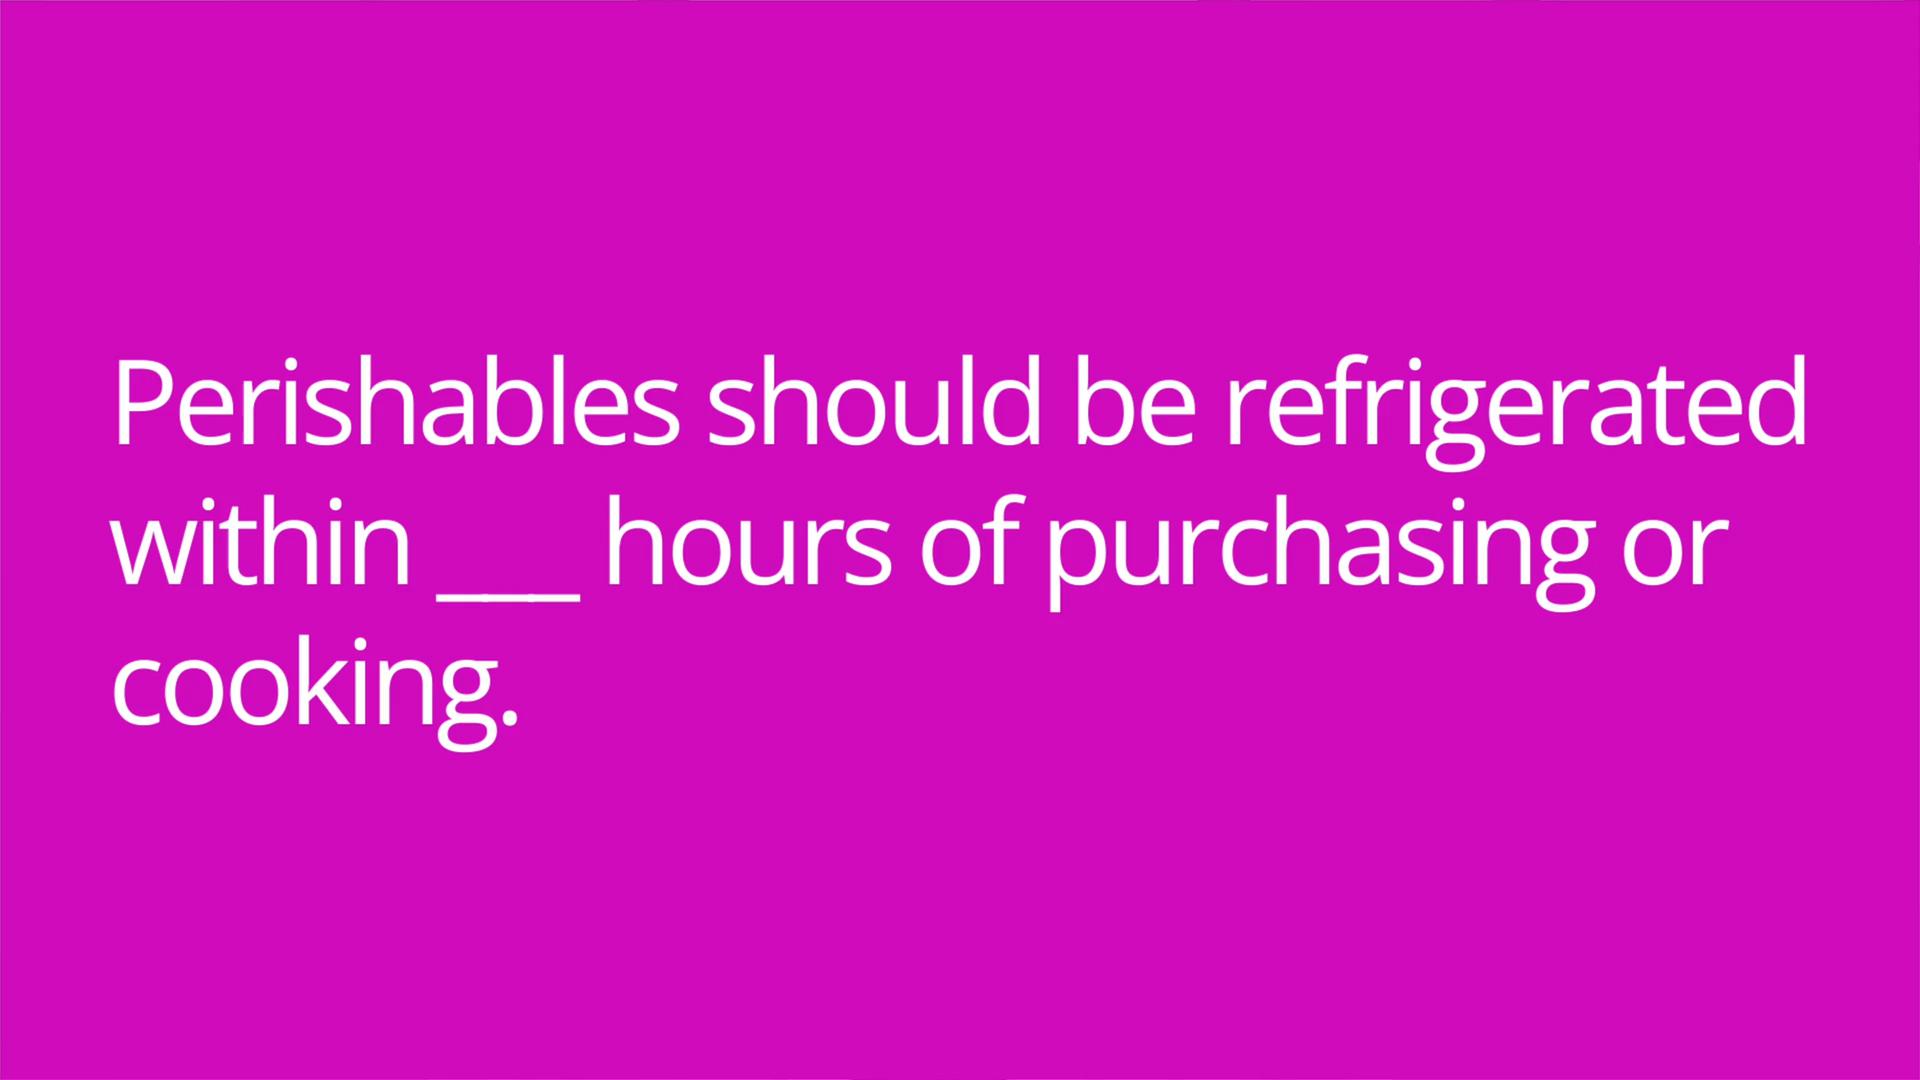 Perishables should be refrigerated
within ___ hours of purchasing or
cooking.